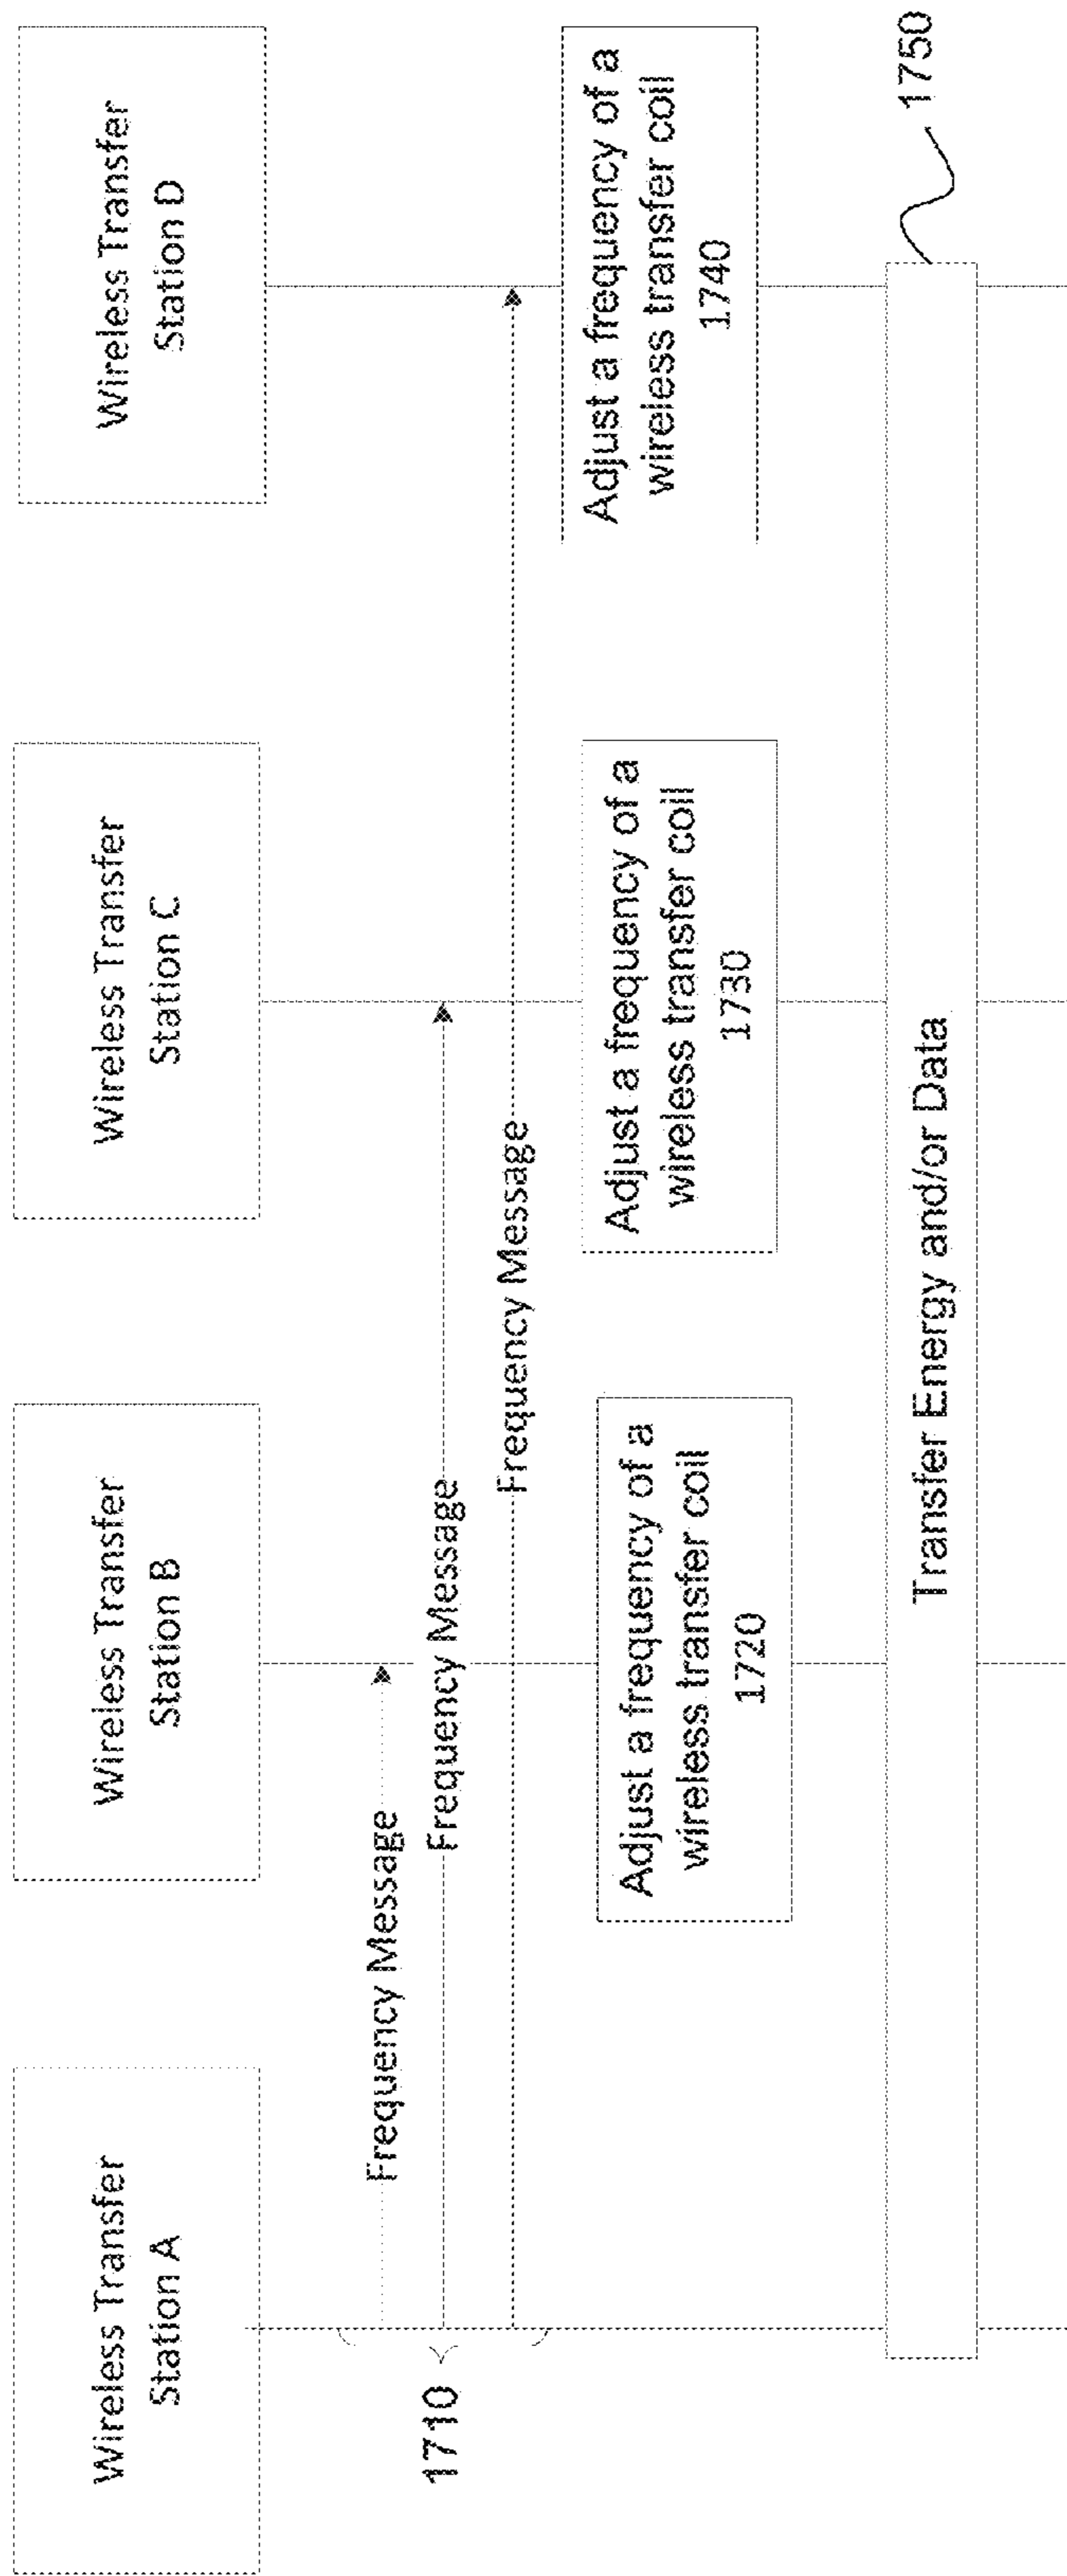 Wireless Transfer
Station A
Wireless Transfer
Station B
Wireless Transfer
Station C
Wireless Transfer
Station D
1710
Frequency Message
Frequency Message
Frequency Message
Adjust a frequency of a
wireless transfer coil
1720
Adjust a frequency of a
wireless transfer coil
1730
Adjust a frequency of a
wireless transfer coil
1740
Transfer Energy and/or Data
1750